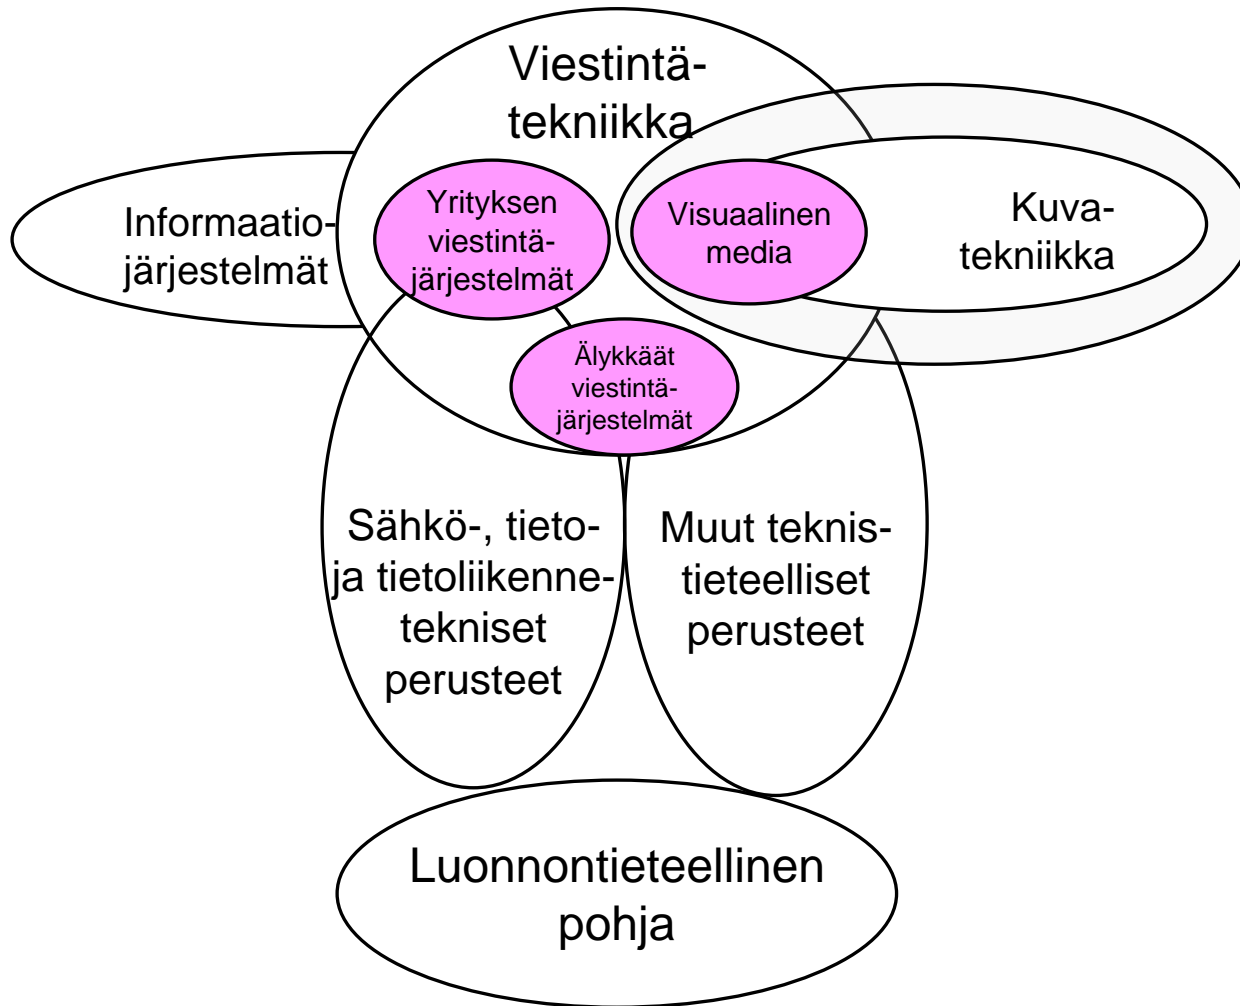 Viestintä-
tekniikka
Informaatio-
järjestelmät
Yrityksen
viestintä-
järjestelmät
Visuaalinen
media
Kuva-
tekniikka
Älykkäät
viestintä-
järjestelmät
Sähkö-, tieto-
ja tietoliikenne-
tekniset
perusteet
Muut teknis-
tieteelliset
perusteet
Luonnontieteellinen
pohja